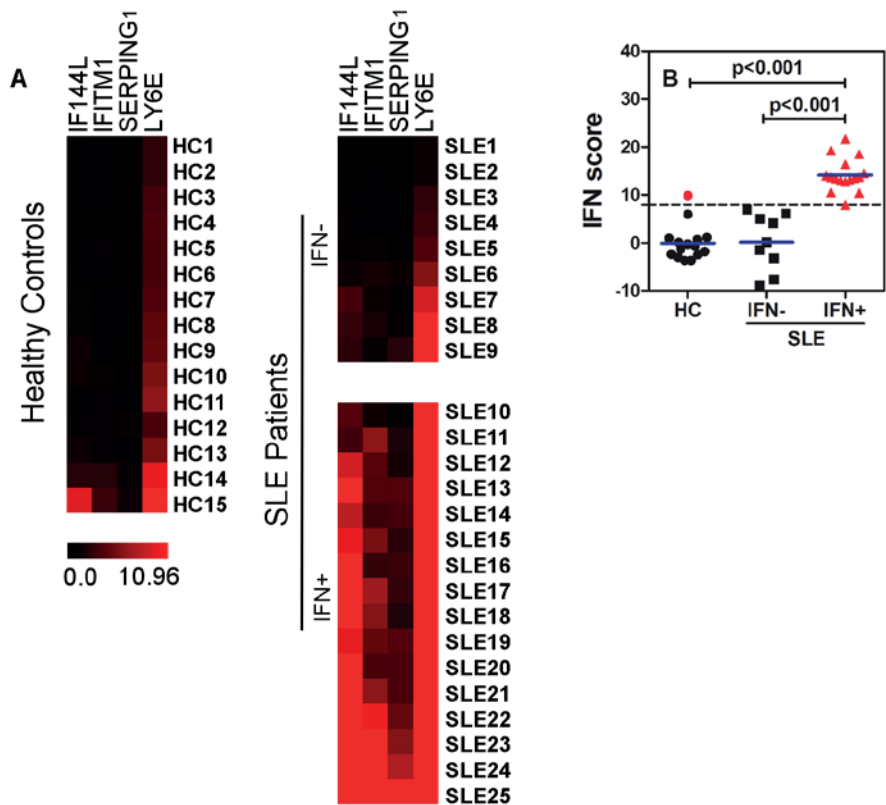 A
IF144L
IFITM1
SERPING1
LY6E
Healthy Controls
HC1
HC2
HC3
HC4
HC5
HC6
HC7
HC8
HC9
HC10
HC11
HC12
HC13
HC14
HC15
0.0 10.96
IF144L
IFITM1
SERPING1
LY6E
SLE Patients
IFN-
SLE1
SLE2
SLE3
SLE4
SLE5
SLE6
SLE7
SLE8
SLE9
IFN+
SLE10
SLE11
SLE12
SLE13
SLE14
SLE15
SLE16
SLE17
SLE18
SLE19
SLE20
SLE21
SLE22
SLE23
SLE24
SLE25
B
IFN score
40
30
20
10
0
-10
p<0.001
p<0.001
HC IFN- IFN+
SLE